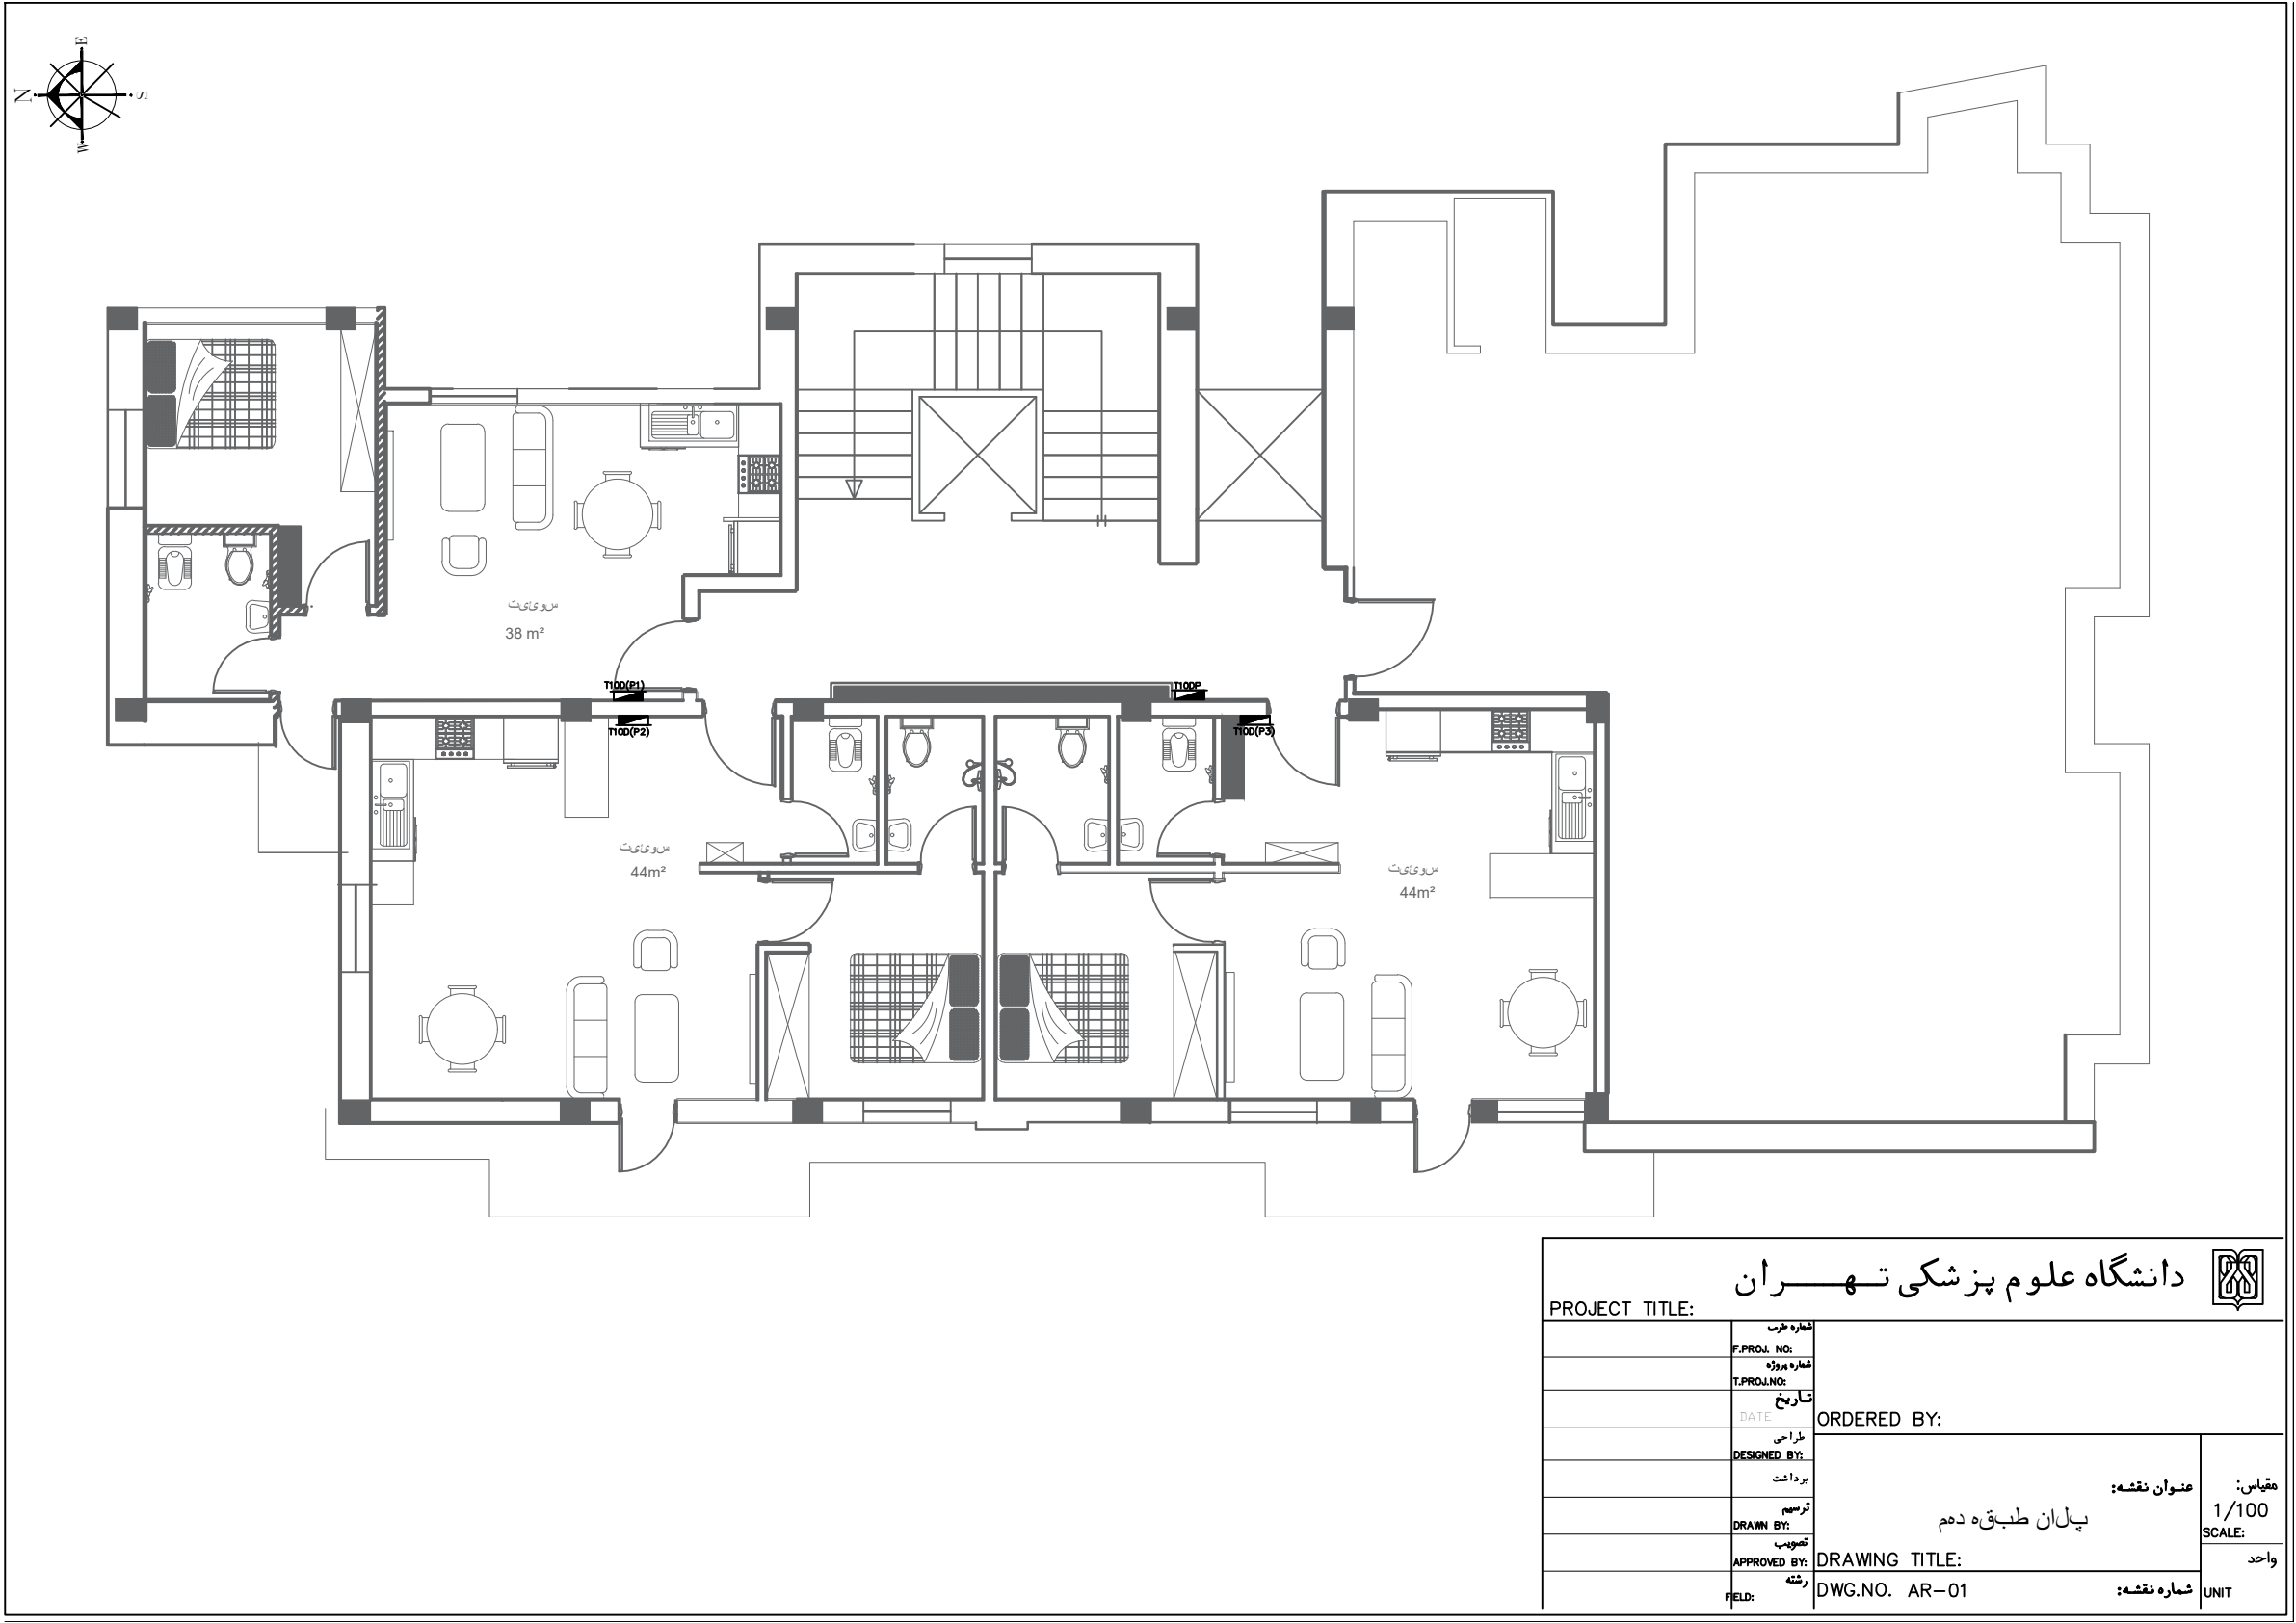 E
N
S
W
سوئیت
38 m²
T10D(P1)
T10DP
T10D(P2)
T10D(P3)
سوئیت
44m²
سوئیت
44m²
دانشگاه علوم پزشکی تهـــران
PROJECT TITLE:
شماره طرب
F.PROJ. NO:
شماره پروژه
T.PROJ.NO:
تاریخ
DATE
ORDERED BY:
طراحی
DESIGNED BY:
برداشت
ترسیم
DRAWN BY:
تصویب
APPROVED BY:
رشته
FIELD:
عنوان نقشه:
پلان طبقه دهم
DRAWING TITLE:
DWG.NO. AR-01
شماره نقشه:
مقیاس:
1/100
SCALE:
واحد
UNIT